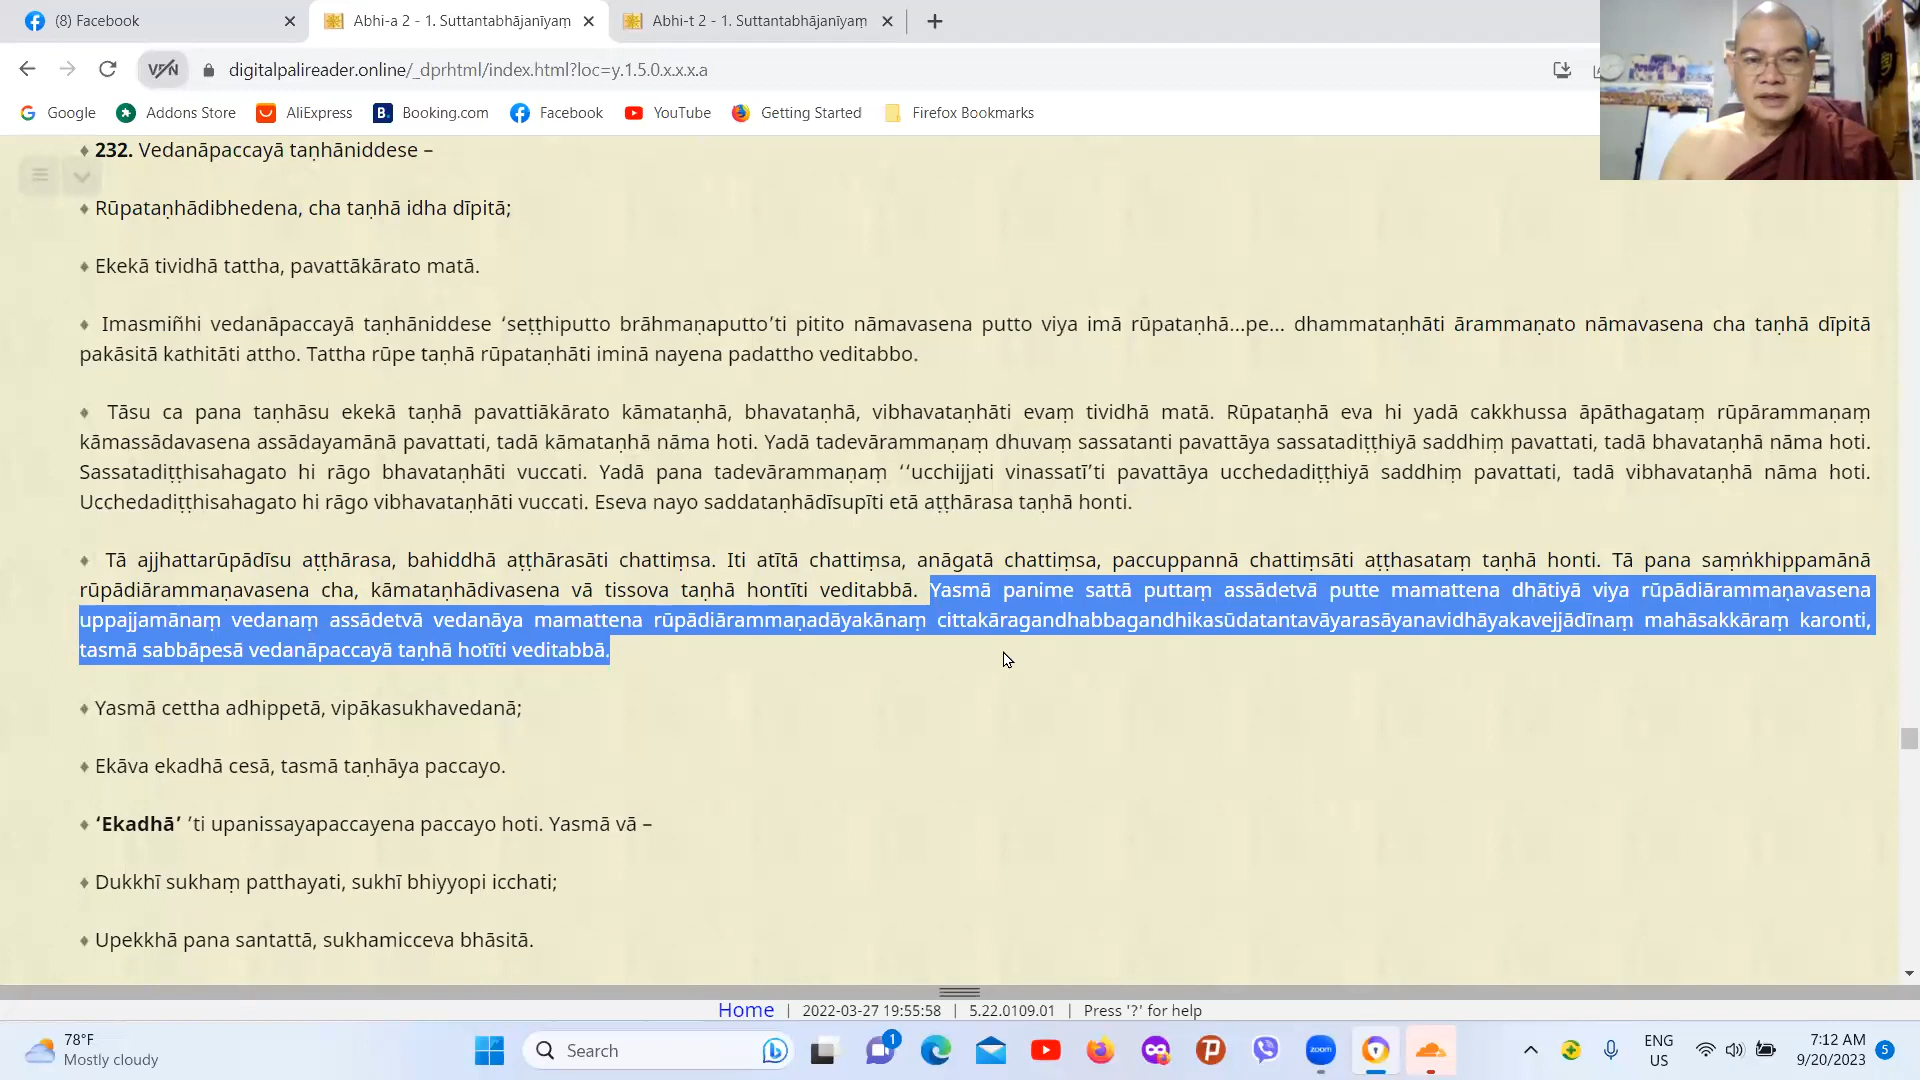 (8) Facebook
Abhi-a 2 - 1. Suttantabhājanīyaṃ
Abhi-t 2 - 1. Suttantabhājanīyaṃ
VPN
digitalpalireader.online/_dprhtml/index.html?loc=y.1.5.0.x.x.x.a
Google
Addons Store
AliExpress
B.
Booking.com
Facebook
YouTube
Getting Started
Firefox Bookmarks
♦ 232. Vedanāpaccayā taṇhāniddese –
♦ Rūpataṇhādibhedena, cha taṇhā idha dīpitā;
♦ Ekekā tividhā tattha, pavattākārato matā.
♦ Imasmiñhi vedanāpaccayā taṇhāniddese ‘seṭṭhiputto brāhmaṇaputto’ti pitito nāmavasena putto viya imā rūpataṇhā…pe… dhammataṇhāti ārammaṇato nāmavasena cha taṇhā dīpitā
pakāsitā kathitāti attho. Tattha rūpe taṇhā rūpataṇhāti iminā nayena padattho veditabbo.
♦ Tāsu ca pana taṇhāsu ekekā taṇhā pavattiākārato kāmataṇhā, bhavataṇhā, vibhavataṇhāti evaṃ tividhā matā. Rūpataṇhā eva hi yadā cakkhussa āpāthagataṃ rūpārammaṇaṃ
kāmassādavasena assādayamānā pavattati, tadā kāmataṇhā nāma hoti. Yadā tadevārammaṇaṃ dhuvaṃ sassatanti pavattāya sassatadiṭṭhiyā saddhiṃ pavattati, tadā bhavataṇhā nāma hoti.
Sassatadiṭṭhisahagato hi rāgo bhavataṇhāti vuccati. Yadā pana tadevārammaṇaṃ ‘‘ucchijjati vinassatī’ti pavattāya ucchedadiṭṭhiyā saddhiṃ pavattati, tadā vibhavataṇhā nāma hoti.
Ucchedadiṭṭhisahagato hi rāgo vibhavataṇhāti vuccati. Eseva nayo saddataṇhādīsupīti etā aṭṭhārasa taṇhā honti.
♦ Tā ajjhattarūpādīsu aṭṭhārasa, bahiddhā aṭṭhārasāti chattiṃsa. Iti atītā chattiṃsa, anāgatā chattiṃsa, paccuppannā chattiṃsāti aṭṭhasataṃ taṇhā honti. Tā pana saṃṅkhippamānā
rūpādiārammaṇavasena cha, kāmataṇhādivasena vā tissova taṇhā hontīti veditabbā. Yasmā panime sattā puttaṃ assādetvā putte mamattena dhātiyā viya rūpādiārammaṇavasena
uppajjamānaṃ vedanaṃ assādetvā vedanāya mamattena rūpādiārammaṇadāyakānaṃ cittakāragandhabbagandhikasūdatantavāyarasāyanavidhāyakavejjādīnaṃ mahāsakkāraṃ karonti,
tasmā sabbāpesā vedanāpaccayā taṇhā hotīti veditabbā.
♦ Yasmā cettha adhippetā, vipākasukhavedanā;
♦ Ekāva ekadhā cesā, tasmā taṇhāya paccayo.
♦ ‘Ekadhā’ ’ti upanissayapaccayena paccayo hoti. Yasmā vā –
♦ Dukkhī sukhaṃ patthayati, sukhī bhiyyopi icchati;
♦ Upekkhā pana santattā, sukhamicceva bhāsitā.
Home | 2022-03-27 19:55:58 | 5.22.0109.01 | Press '?' for help
78°F
Mostly cloudy
Search
1
zoom
ENG
US
7:12 AM
9/20/2023
5